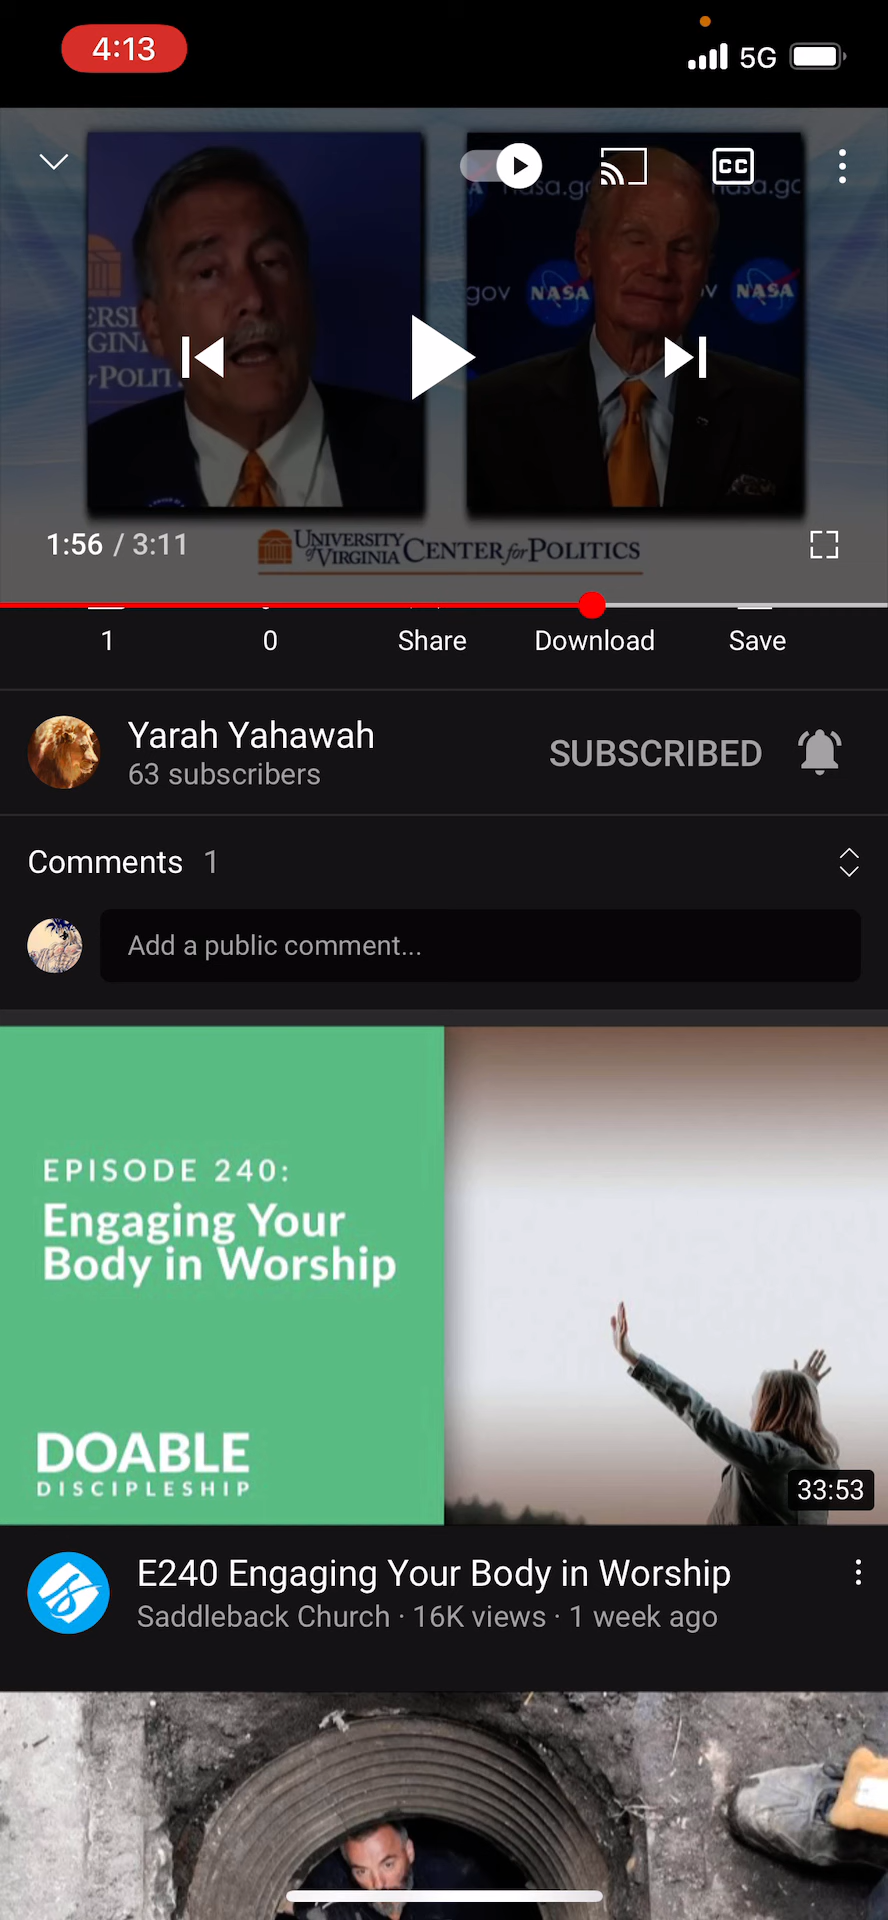 4:13
5G
CC
nasa.gc
gov NASA NASA
1:56 / 3:11
UNIVERSITY of VIRGINIA CENTER for POLITICS
1 0 Share Download Save
Yarah Yahawah
63 subscribers
SUBSCRIBED
Comments 1
Add a public comment...
EPISODE 240:
Engaging Your
Body in Worship
DOABLE
DISCIPLESHIP
33:53
E240 Engaging Your Body in Worship
Saddleback Church · 16K views · 1 week ago